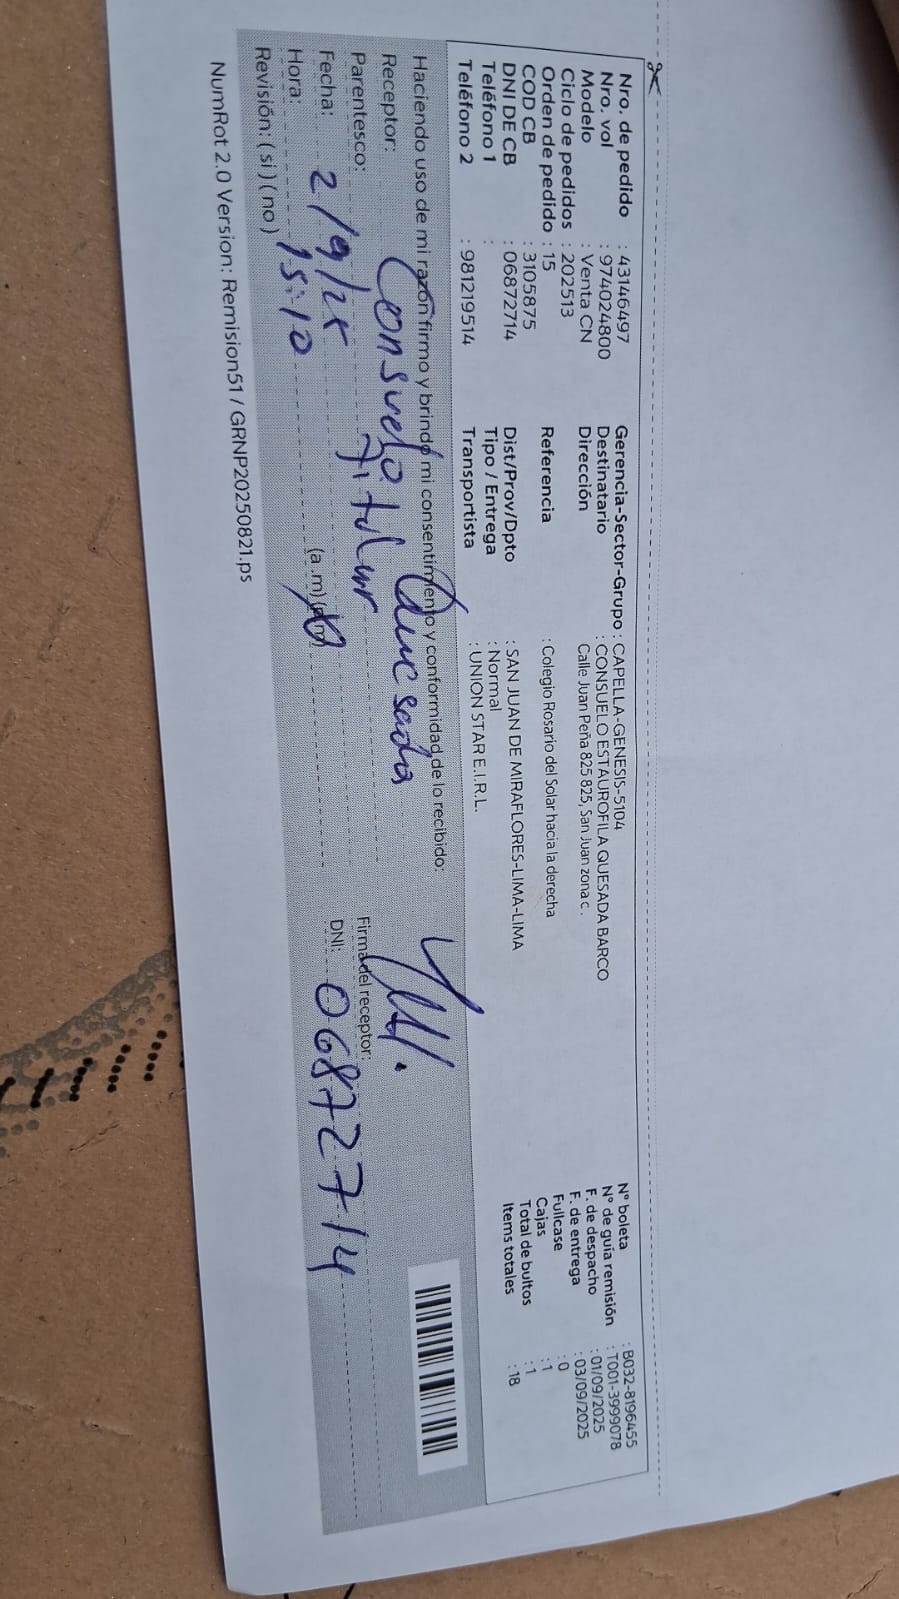 Nro. de pedido : 43146497
Nro. vol : 974024800
Modelo : Venta CN
Ciclo de pedidos : 202513
Orden de pedido : 15
COD CB : 3105875
DNI DE CB : 06872714
Teléfono 1 :
Teléfono 2 : 981219514
Gerencia-Sector-Grupo : CAPELLA-GENESIS-5104
Destinatario : CONSUELO ESTAUROFILA QUESADA BARCO
Dirección Calle Juan Peña 825 825, San Juan zona c .
Referencia : Colegio Rosario del Solar hacia la derecha
Dist/Prov/Dpto : SAN JUAN DE MIRAFLORES-LIMA-LIMA
Tipo / Entrega : Normal
Transportista : UNION STAR E.I.R.L.
N° boleta : B032-8196455
N° de guía remisión : T001-3999078
F. de despacho : 01/09/2025
F. de entrega : 03/09/2025
Fullcase : 0
Cajas : 1
Total de bultos : 1
Items totales : 18
Haciendo uso de mi razón firmo y brindo mi consentimiento y conformidad de lo recibido:
Receptor: Consuelo Quesada
Parentesco: Titular
Fecha: 2/9/25
Hora: 15:10 (a.m) (p.m)
Revisión: ( si ) ( no )
Firma del receptor:
DNI: 06872714
NumRot 2.0 Version: Remision51 / GRNP20250821.ps